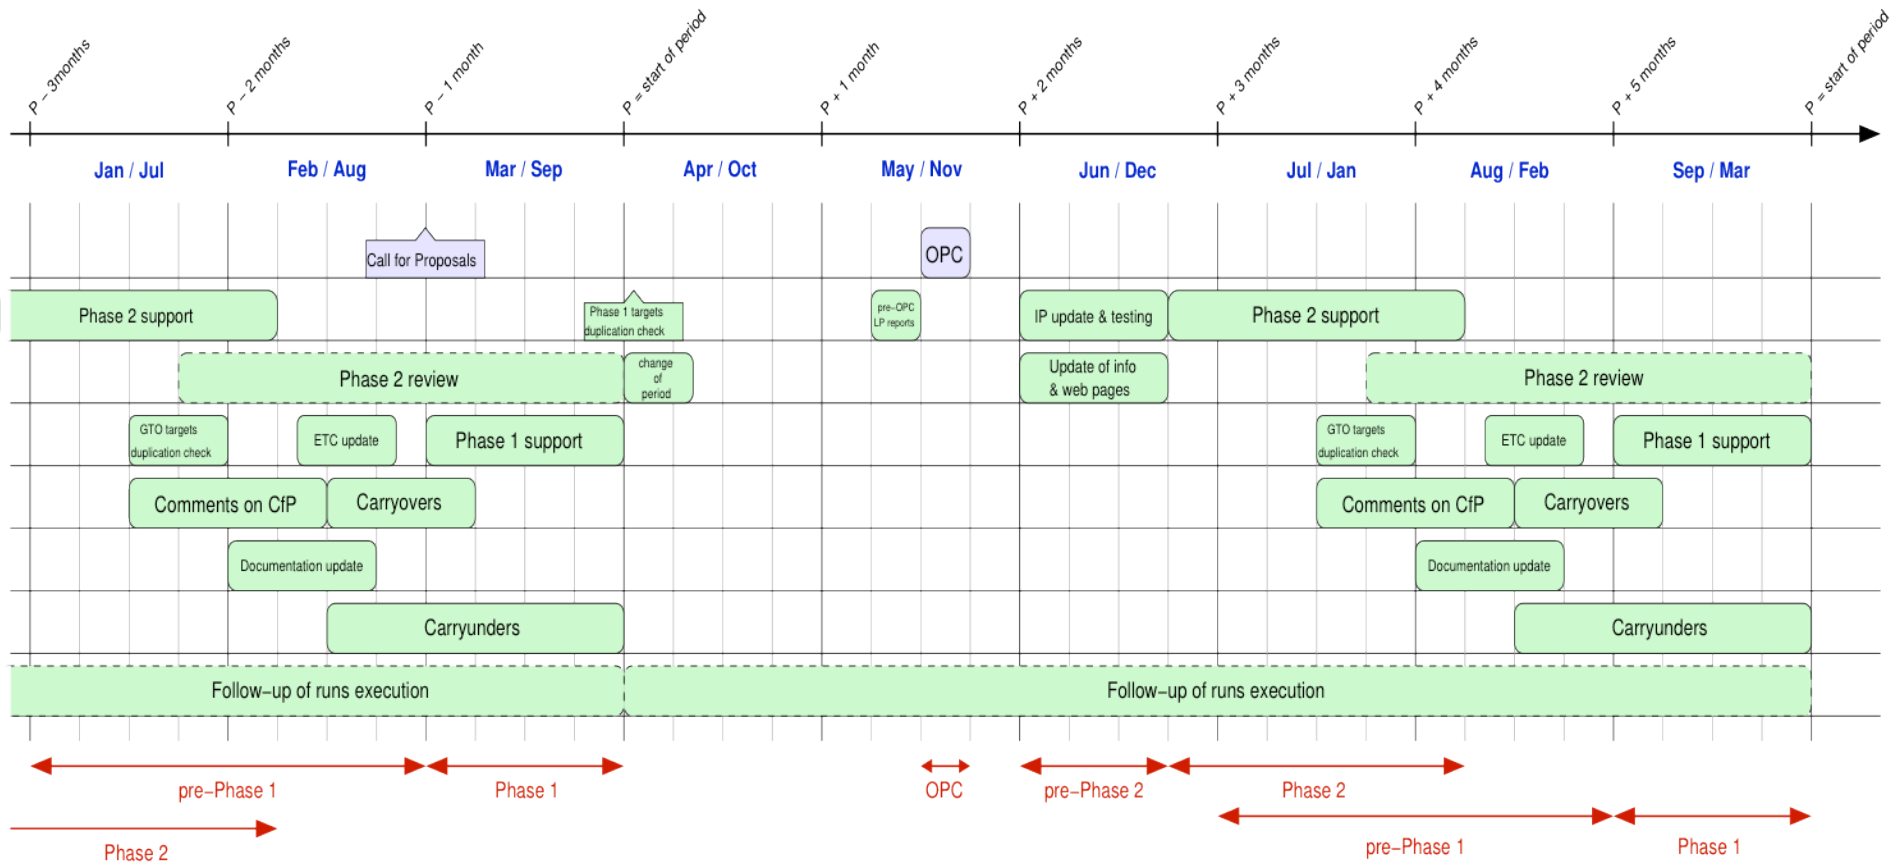 P – 3months
P – 2 months
P – 1 month
P = start of period
P + 1 month
P + 2 months
P + 3 months
P + 4 months
P + 5 months
P = start of period
Jan / Jul
Feb / Aug
Mar / Sep
Apr / Oct
May / Nov
Jun / Dec
Jul / Jan
Aug / Feb
Sep / Mar
Call for Proposals
OPC
Phase 2 support
Phase 1 targets
duplication check
pre–OPC
LP reports
IP update & testing
Phase 2 support
Phase 2 review
change
of
period
Update of info
& web pages
Phase 2 review
GTO targets
duplication check
ETC update
Phase 1 support
GTO targets
duplication check
ETC update
Phase 1 support
Comments on CfP
Carryovers
Comments on CfP
Carryovers
Documentation update
Documentation update
Carryunders
Carryunders
Follow–up of runs execution
Follow–up of runs execution
pre–Phase 1
Phase 1
OPC
pre–Phase 2
Phase 2
Phase 2
pre–Phase 1
Phase 1